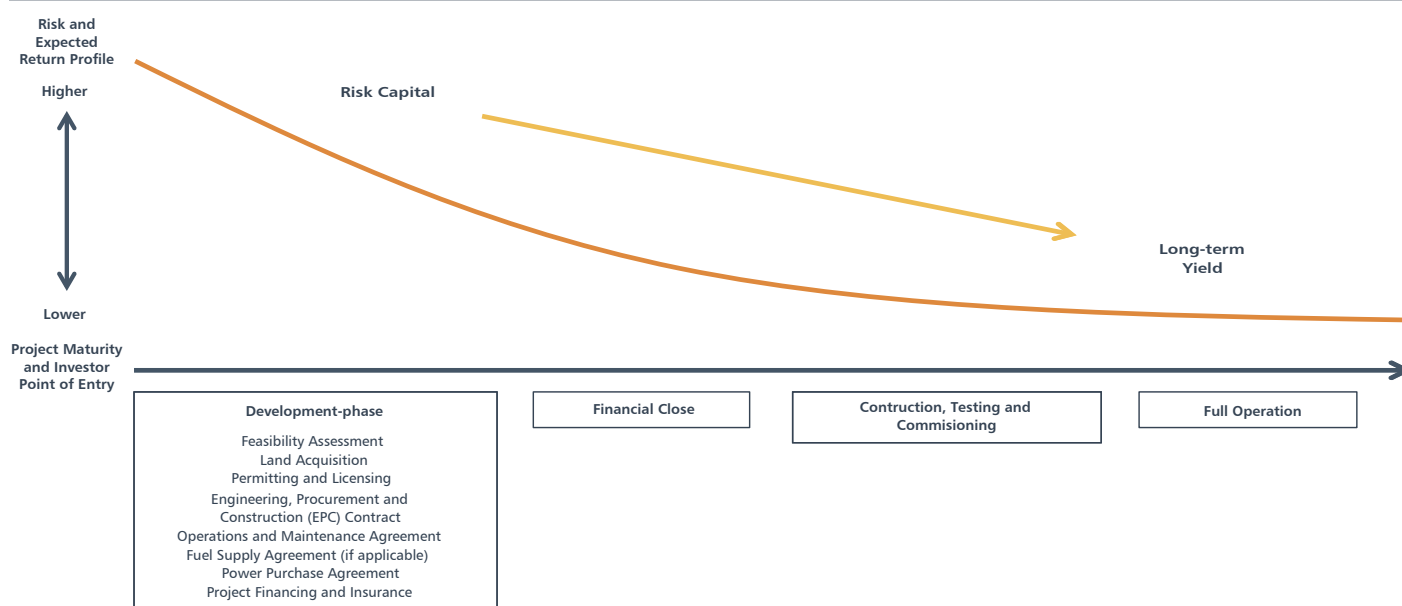 Risk and
Expected
Return Profile
Higher
Risk Capital
Long-term
Yield
Lower
Project Maturity
and Investor
Point of Entry
Development-phase
Feasibility Assessment
Land Acquisition
Permitting and Licensing
Engineering, Procurement and
Construction (EPC) Contract
Operations and Maintenance Agreement
Fuel Supply Agreement (if applicable)
Power Purchase Agreement
Project Financing and Insurance
Financial Close
Contruction, Testing and
Commisioning
Full Operation